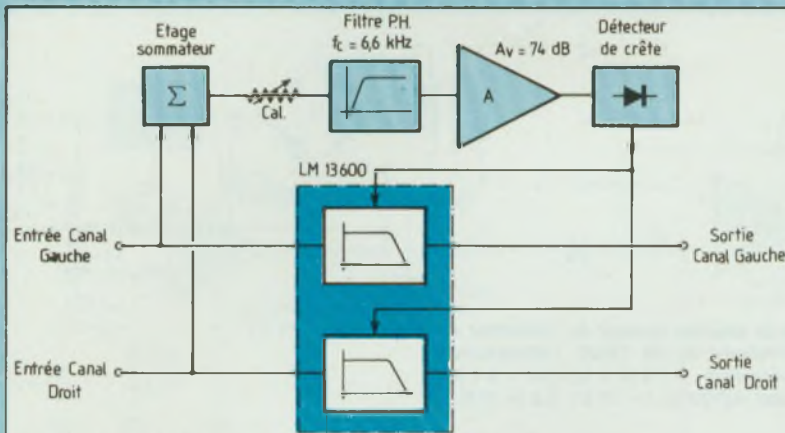 Etage
sommateur
Filtre P.H.
fc = 6,6 kHz
Av = 74 dB
Détecteur
de crête
Σ
Cal.
A
LM 13600
Entrée Canal
Gauche
Sortie
Canal Gauche
Entrée Canal
Droit
Sortie
Canal Droit